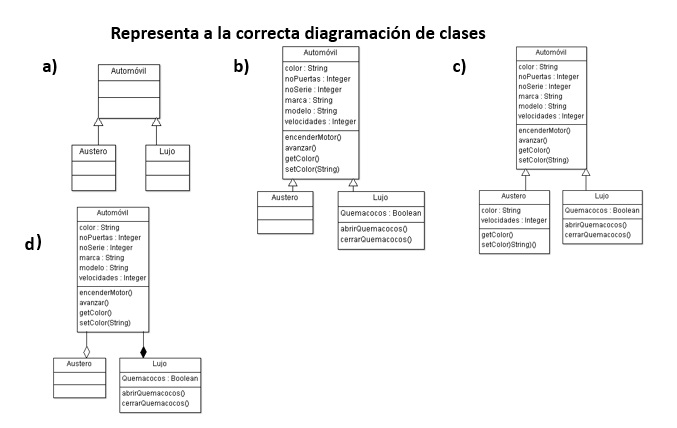 Representa a la correcta diagramación de clases
a)
Automóvil
Austero
Lujo
b)
Automóvil
color : String
noPuertas : Integer
noSerie : Integer
marca : String
modelo : String
velocidades : Integer
encenderMotor()
avanzar()
getColor()
setColor(String)
Austero
Lujo
Quemacocos : Boolean
abrirQuemacocos()
cerrarQuemacocos()
c)
Automóvil
color : String
noPuertas : Integer
noSerie : Integer
marca : String
modelo : String
velocidades : Integer
encenderMotor()
avanzar()
getColor()
setColor(String)
Austero
color : String
velocidades : Integer
getColor()
setColor(String)()
Lujo
Quemacocos : Boolean
abrirQuemacocos()
cerrarQuemacocos()
d)
Automóvil
color : String
noPuertas : Integer
noSerie : Integer
marca : String
modelo : String
velocidades : Integer
encenderMotor()
avanzar()
getColor()
setColor(String)
Austero
Lujo
Quemacocos : Boolean
abrirQuemacocos()
cerrarQuemacocos()